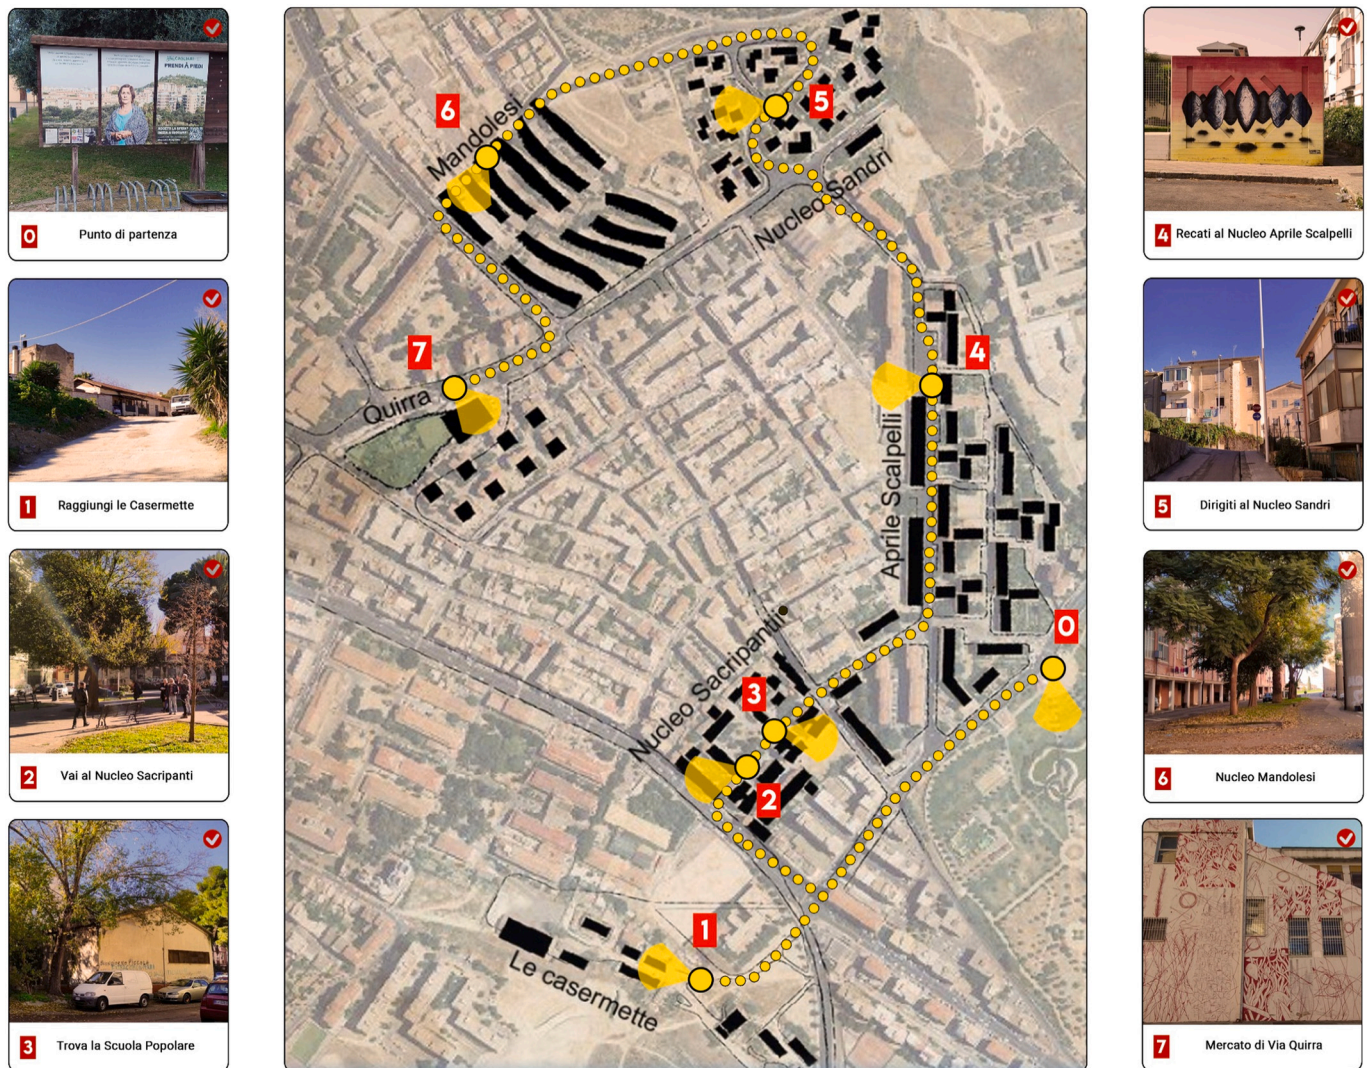 PRENDI À PIEDI
0 Punto di partenza
1 Raggiungi le Casermette
2 Vai al Nucleo Sacripanti
3 Trova la Scuola Popolare
6
Mandolesi
5
Nucleo Sandri
7
Quirra
4
Aprile Scalpelli
0
Nucleo Sacripanti
3
2
1
Le casermette
4 Recati al Nucleo Aprile Scalpelli
5 Dirigiti al Nucleo Sandri
6 Nucleo Mandolesi
7 Mercato di Via Quirra